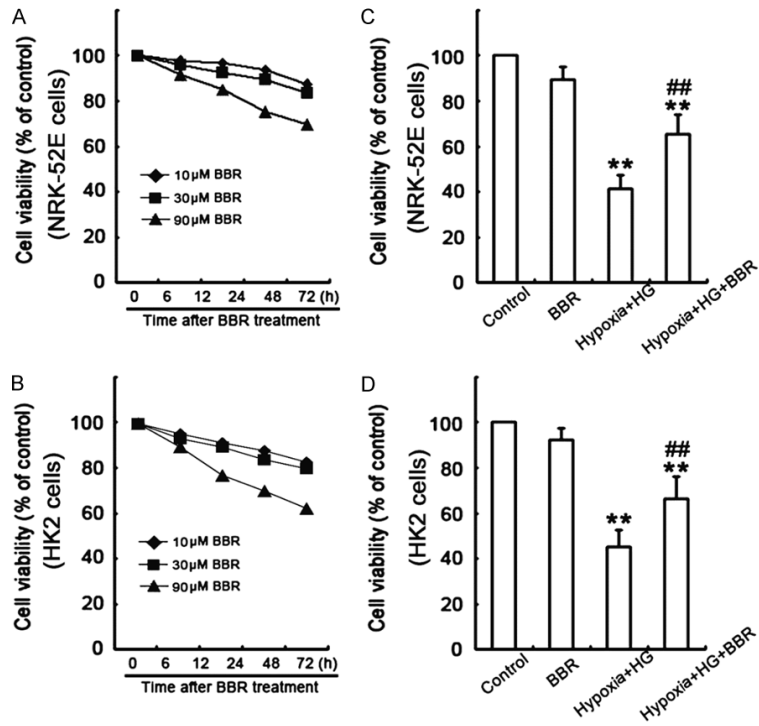 A
Cell viability (% of control)
(NRK-52E cells)
100
80
60
40
20
0
10μM BBR
30μM BBR
90μM BBR
0 6 12 24 48 72 (h)
Time after BBR treatment
C
Cell viability (% of control)
(NRK-52E cells)
100
80
60
40
20
0
**
##
**
Control
BBR
Hypoxia+HG
Hypoxia+HG+BBR
B
Cell viability (% of control)
(HK2 cells)
100
80
60
40
20
0
10μM BBR
30μM BBR
90μM BBR
0 6 12 24 48 72 (h)
Time after BBR treatment
D
Cell viability (% of control)
(HK2 cells)
100
80
60
40
20
0
**
##
**
Control
BBR
Hypoxia+HG
Hypoxia+HG+BBR